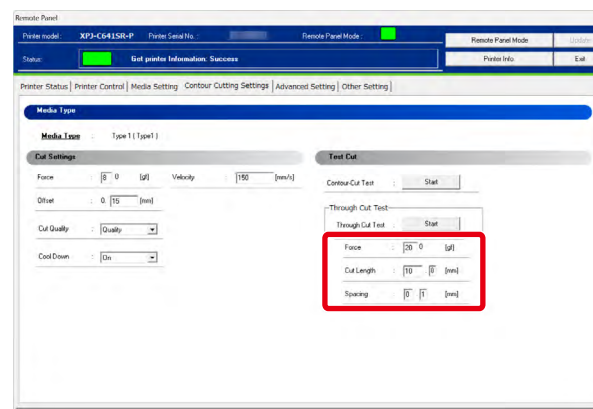 Remote Panel
Printer model: XPJ-C641SR-P Printer Serial No. : Remote Panel Mode : Remote Panel Mode Update
Status: Got printer Information: Success Printer Info. Exit
Printer Status Printer Control Media Setting Contour Cutting Settings Advanced Setting Other Setting
Media Type
Media Type : Type 1 ( Type1 )
Cut Settings Test Cut
Force : 8 0 [gf] Velocity : 150 [mm/s] Contour-Cut Test : Start
Offset : 0. 15 [mm]
Through Cut Test
Cut Quality : Quality Through Cut Test : Start
Cool Down : On Force : 20 0 [gf]
Cut Length : 10 . 0 [mm]
Spacing : 0 . 1 [mm]